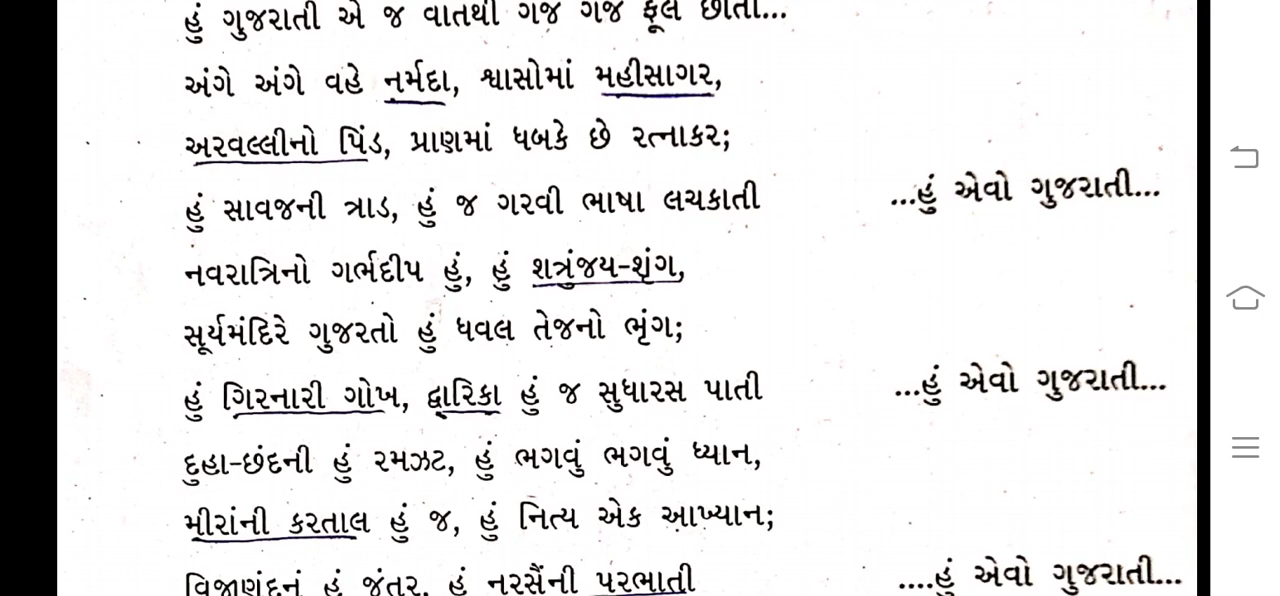 હું ગુજરાતી એ જ વાતથી ગજ ગજ ફૂલે છાતી...
અંગે અંગે વહે નર્મદા, શ્વાસોમાં મહીસાગર,
અરવલ્લીનો પિંડ, પ્રાણમાં ધબકે છે રત્નાકર;
હું સાવજની ત્રાડ, હું જ ગરવી ભાષા લચકાતી ...હું એવો ગુજરાતી...
નવરાત્રિનો ગર્ભદીપ હું, હું શત્રુંજય-શૃંગ,
સૂર્યમંદિરે ગુજરતો હું ધવલ તેજનો ભૃંગ;
હું ગિરનારી ગોખ, દ્વારિકા હું જ સુધારસ પાતી ...હું એવો ગુજરાતી...
દુહા-છંદની હું રમઝટ, હું ભગવું ભગવું ધ્યાન,
મીરાંની કરતાલ હું જ, હું નિત્ય એક આખ્યાન;
વિજાણંદનું હું જંતર, હું નરસૈંની પરભાતી ....હું એવો ગુજરાતી...